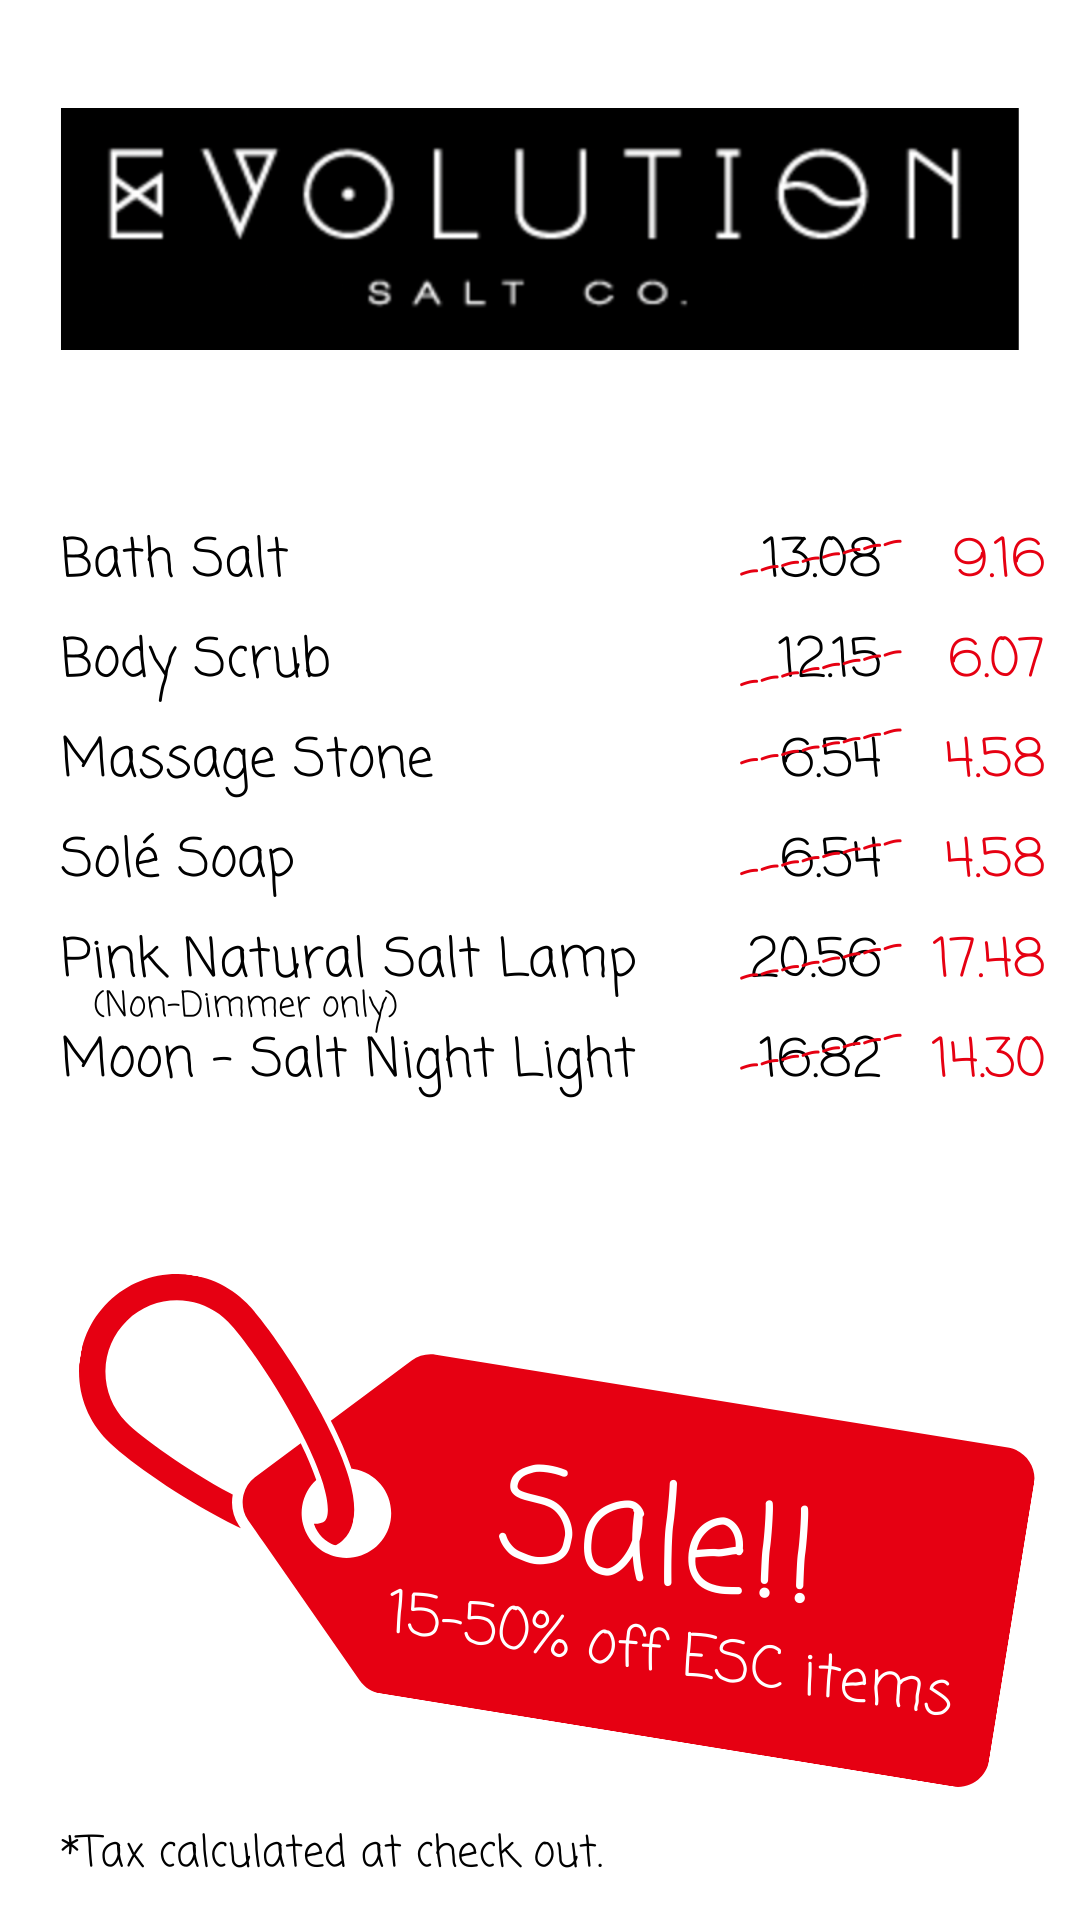 EVOLUTION
SALT CO.
Bath Salt 13.08 9.16
Body Scrub 12.15 6.07
Massage Stone 6.54 4.58
Solé Soap 6.54 4.58
Pink Natural Salt Lamp 20.56 17.48
(Non-Dimmer only)
Moon - Salt Night Light 16.82 14.30
Sale!!
15-50% off ESC items
*Tax calculated at check out.